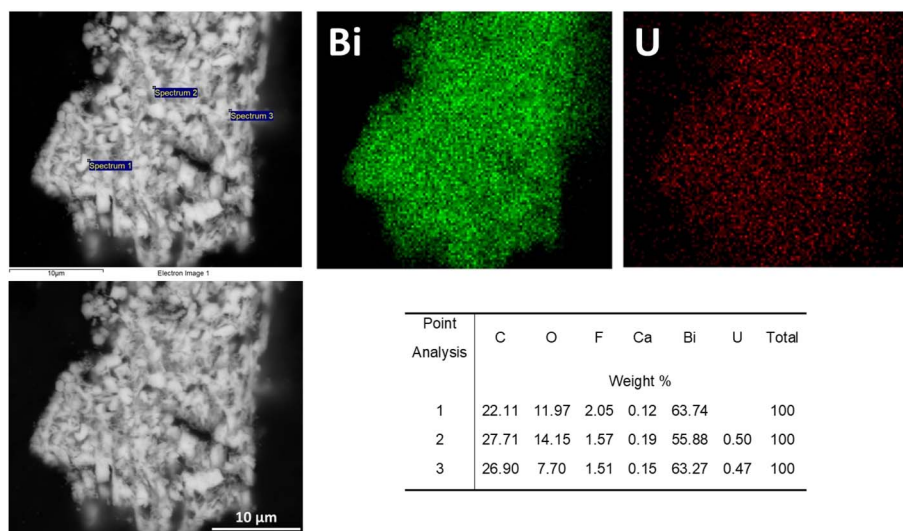 Bi
U
Spectrum 2
Spectrum 3
Spectrum 1
10µm Electron Image 1
10 µm
Point Analysis C O F Ca Bi U Total
Weight %
1 22.11 11.97 2.05 0.12 63.74 100
2 27.71 14.15 1.57 0.19 55.88 0.50 100
3 26.90 7.70 1.51 0.15 63.27 0.47 100